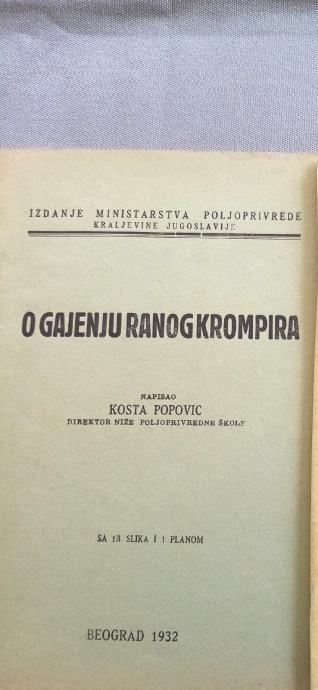 IZDANJE MINISTARSTVA POLJOPRIVREDE
KRALJEVINE JUGOSLAVIJE
O GAJENJU RANOG KROMPIRA
NAPISAO
KOSTA POPOVIC
DIREKTOR NIŽE POLJOPRIVREDNE ŠKOLE
SA 13 SLIKA I 1 PLANOM
BEOGRAD 1932